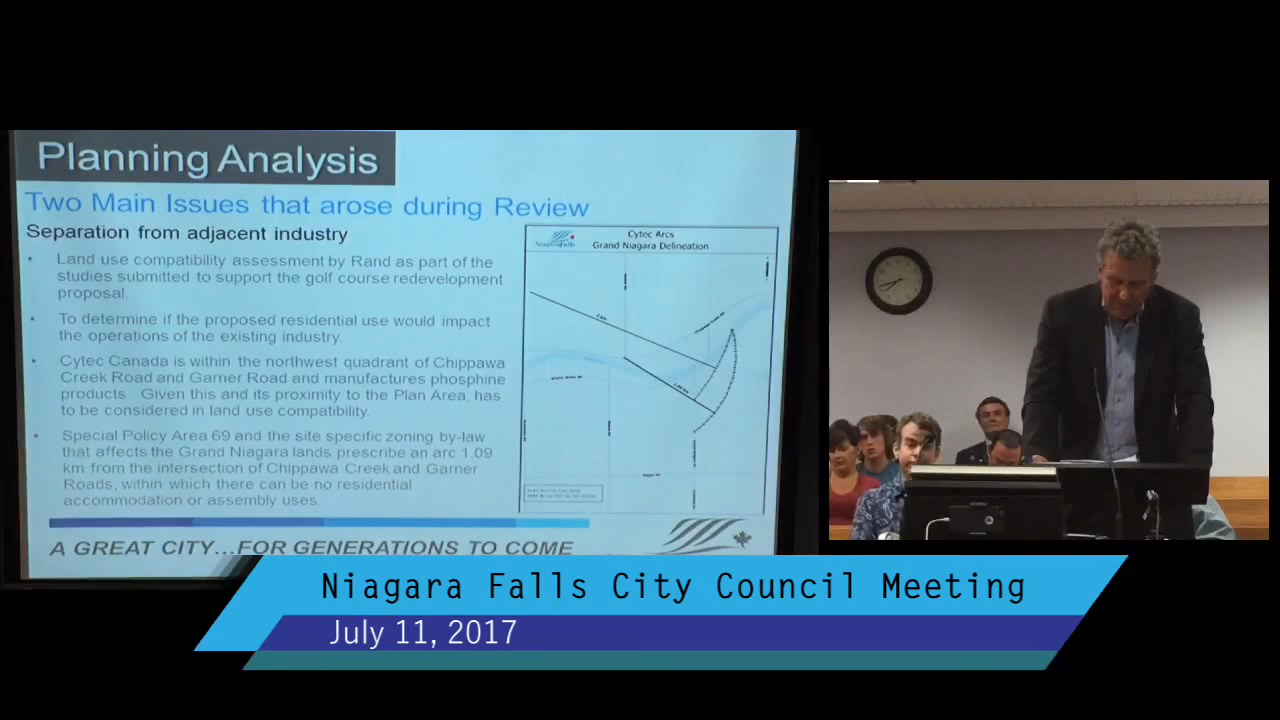 Planning Analysis
Two Main Issues that arose during Review
Separation from adjacent industry
• Land use compatibility assessment by Rand as part of the
studies submitted to support the golf course redevelopment
proposal.
• To determine if the proposed residential use would impact
the operations of the existing industry.
• Cytec Canada is within the northwest quadrant of Chippawa
Creek Road and Garner Road and manufactures phosphine
products. Given this and its proximity to the Plan Area, has
to be considered in land use compatibility.
• Special Policy Area 69 and the site specific zoning by-law
that affects the Grand Niagara lands prescribe an arc 1.09
km from the intersection of Chippawa Creek and Garner
Roads, within which there can be no residential
accommodation or assembly uses.
Niagara Falls
Cytec Arcs
Grand Niagara Delineation
A GREAT CITY...FOR GENERATIONS TO COME
Niagara Falls City Council Meeting
July 11, 2017